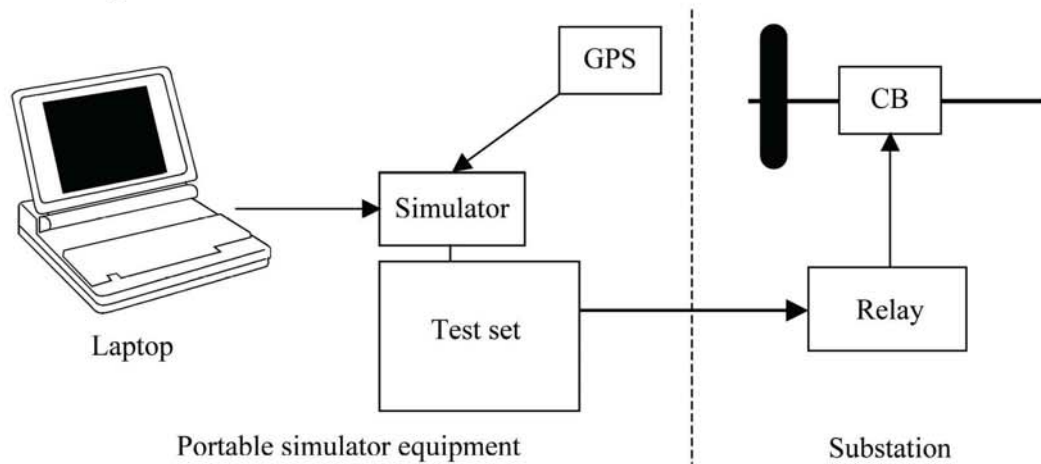 GPS
CB
Simulator
Test set
Relay
Laptop
Portable simulator equipment
Substation